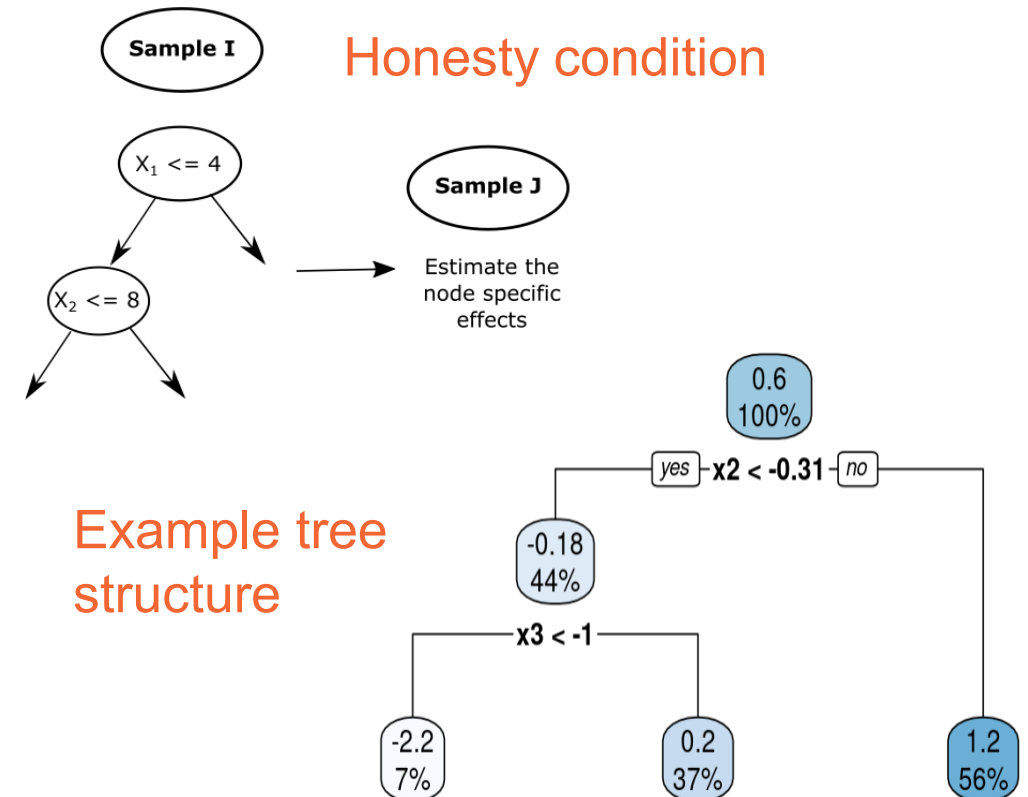 Sample I
Honesty condition
X₁ <= 4
Sample J
X₂ <= 8
Estimate the
node specific
effects
Example tree
structure
0.6
100%
yes x2 < -0.31 no
-0.18
44%
x3 < -1
-2.2
7%
0.2
37%
1.2
56%